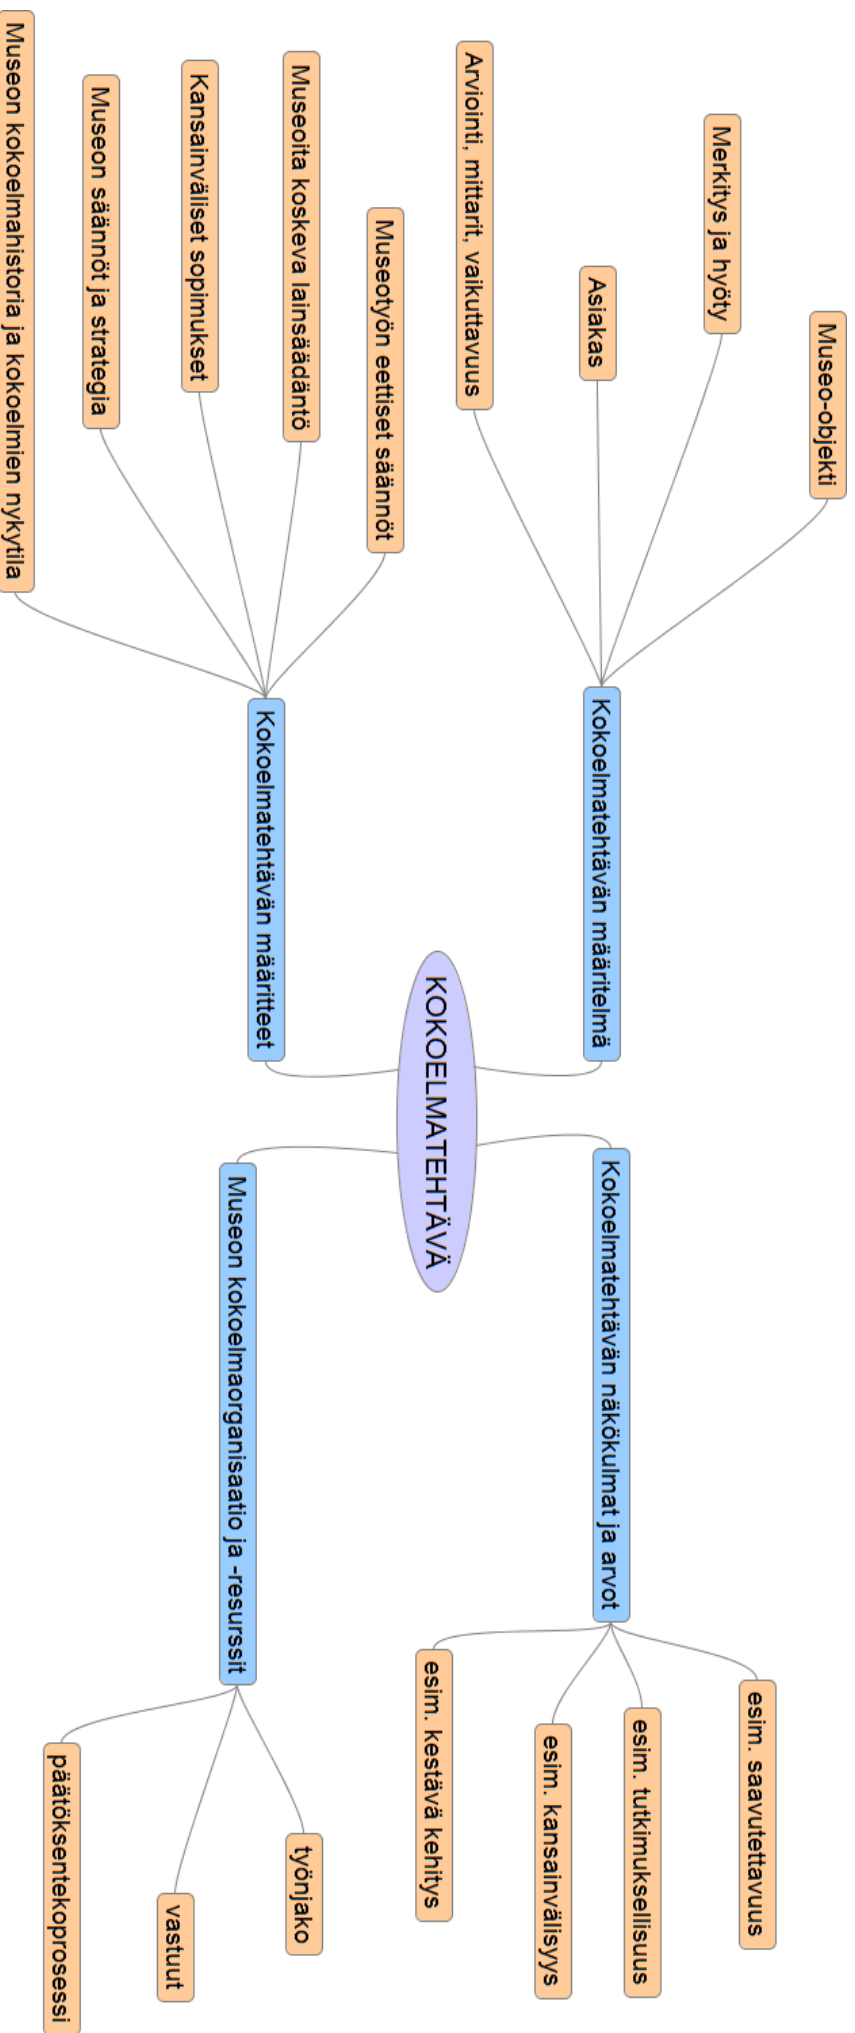 Museo-objekti
Merkitys ja hyöty
Asiakas
Arviointi, mittarit, vaikuttavuus
Kokoelmatehtävän määritelmä
Museotyön eettiset säännöt
Museoita koskeva lainsäädäntö
Kansainväliset sopimukset
Museon säännöt ja strategia
Museon kokoelmahistoria ja kokoelmien nykytila
Kokoelmatehtävän määritteet
KOKOELMATEHTÄVÄ
Kokoelmatehtävän näkökulmat ja arvot
esim. saavutettavuus
esim. tutkimuksellisuus
esim. kansainvälisyys
esim. kestävä kehitys
Museon kokoelmaorganisaatio ja -resurssit
työnjako
vastuut
päätöksentekoprosessi